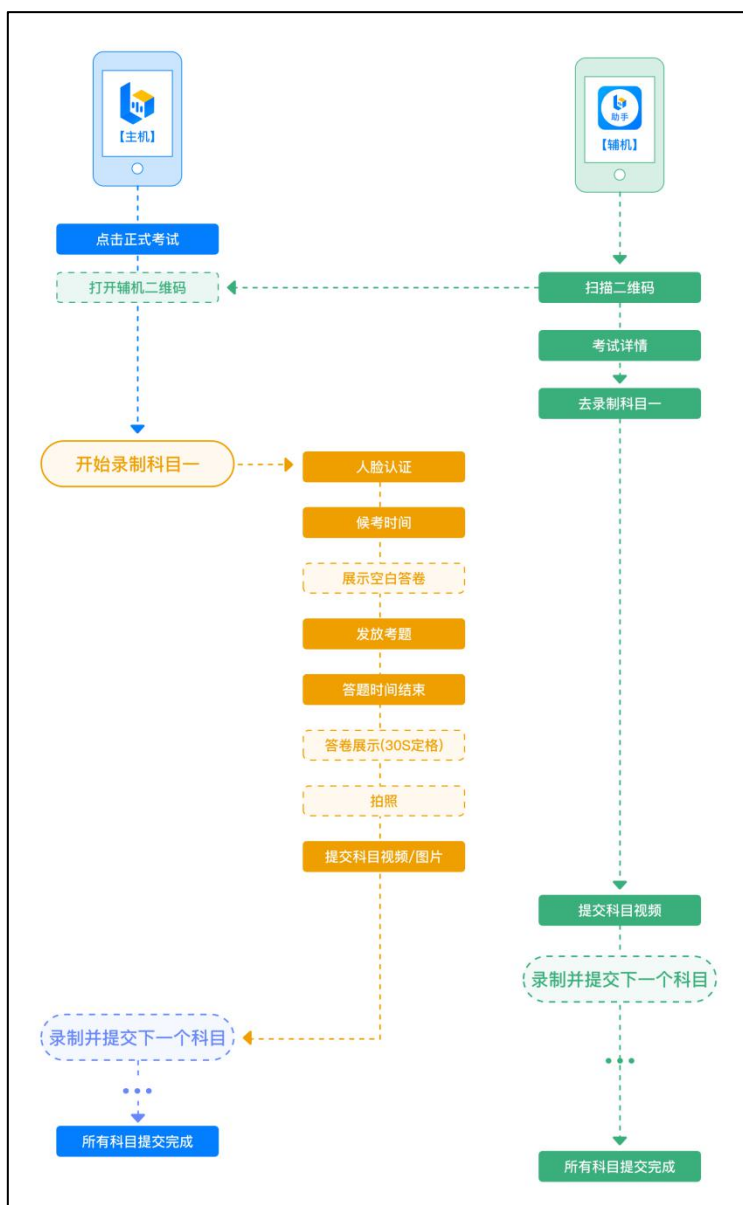 【主机】
助手
【辅机】
点击正式考试
打开辅机二维码
扫描二维码
考试详情
去录制科目一
开始录制科目一
人脸认证
候考时间
展示空白答卷
发放考题
答题时间结束
答卷展示(30S定格)
拍照
提交科目视频/图片
提交科目视频
录制并提交下一个科目
录制并提交下一个科目
所有科目提交完成
所有科目提交完成